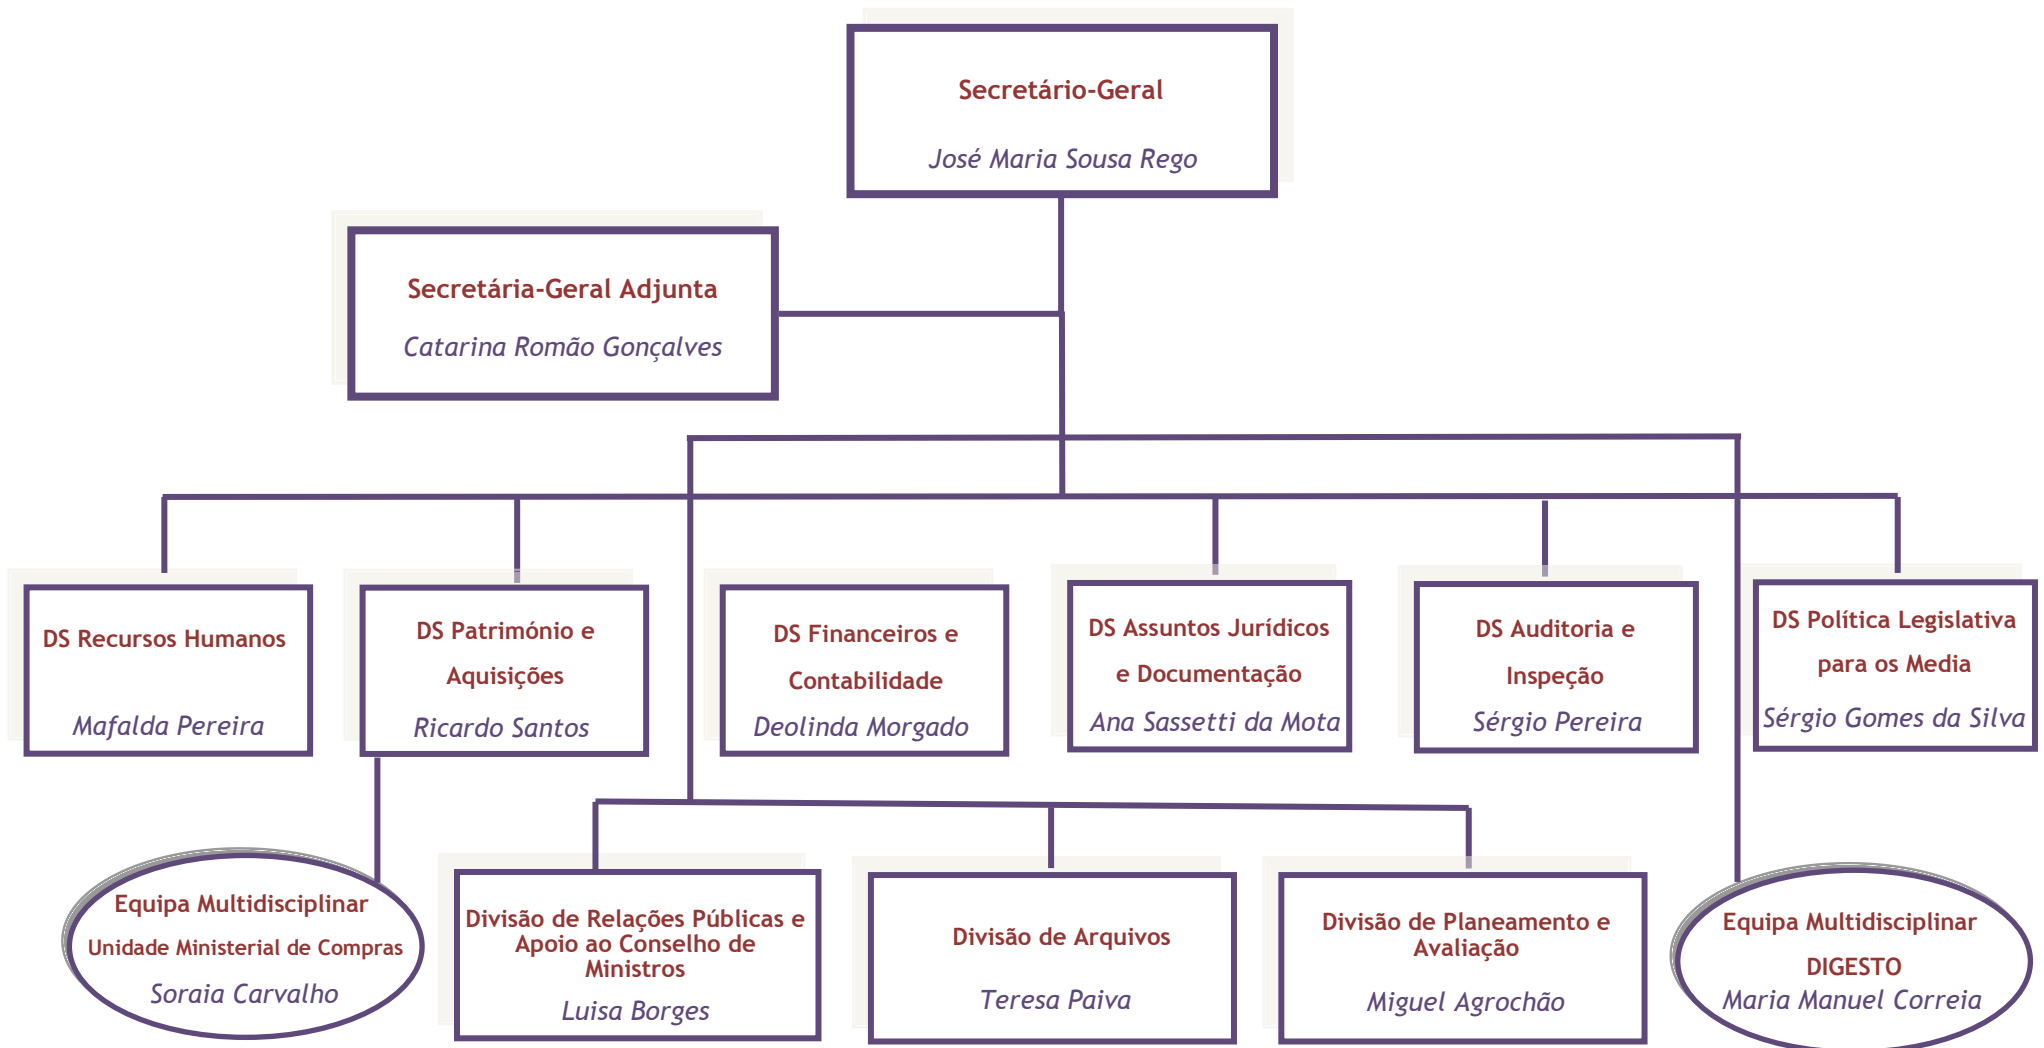 Secretário-Geral
José Maria Sousa Rego
Secretária-Geral Adjunta
Catarina Romão Gonçalves
DS Recursos Humanos
Mafalda Pereira
DS Património e
Aquisições
Ricardo Santos
DS Financeiros e
Contabilidade
Deolinda Morgado
DS Assuntos Jurídicos
e Documentação
Ana Sassetti da Mota
DS Auditoria e
Inspeção
Sérgio Pereira
DS Política Legislativa
para os Media
Sérgio Gomes da Silva
Equipa Multidisciplinar
Unidade Ministerial de Compras
Soraia Carvalho
Divisão de Relações Públicas e
Apoio ao Conselho de
Ministros
Luisa Borges
Divisão de Arquivos
Teresa Paiva
Divisão de Planeamento e
Avaliação
Miguel Agrochão
Equipa Multidisciplinar
DIGESTO
Maria Manuel Correia